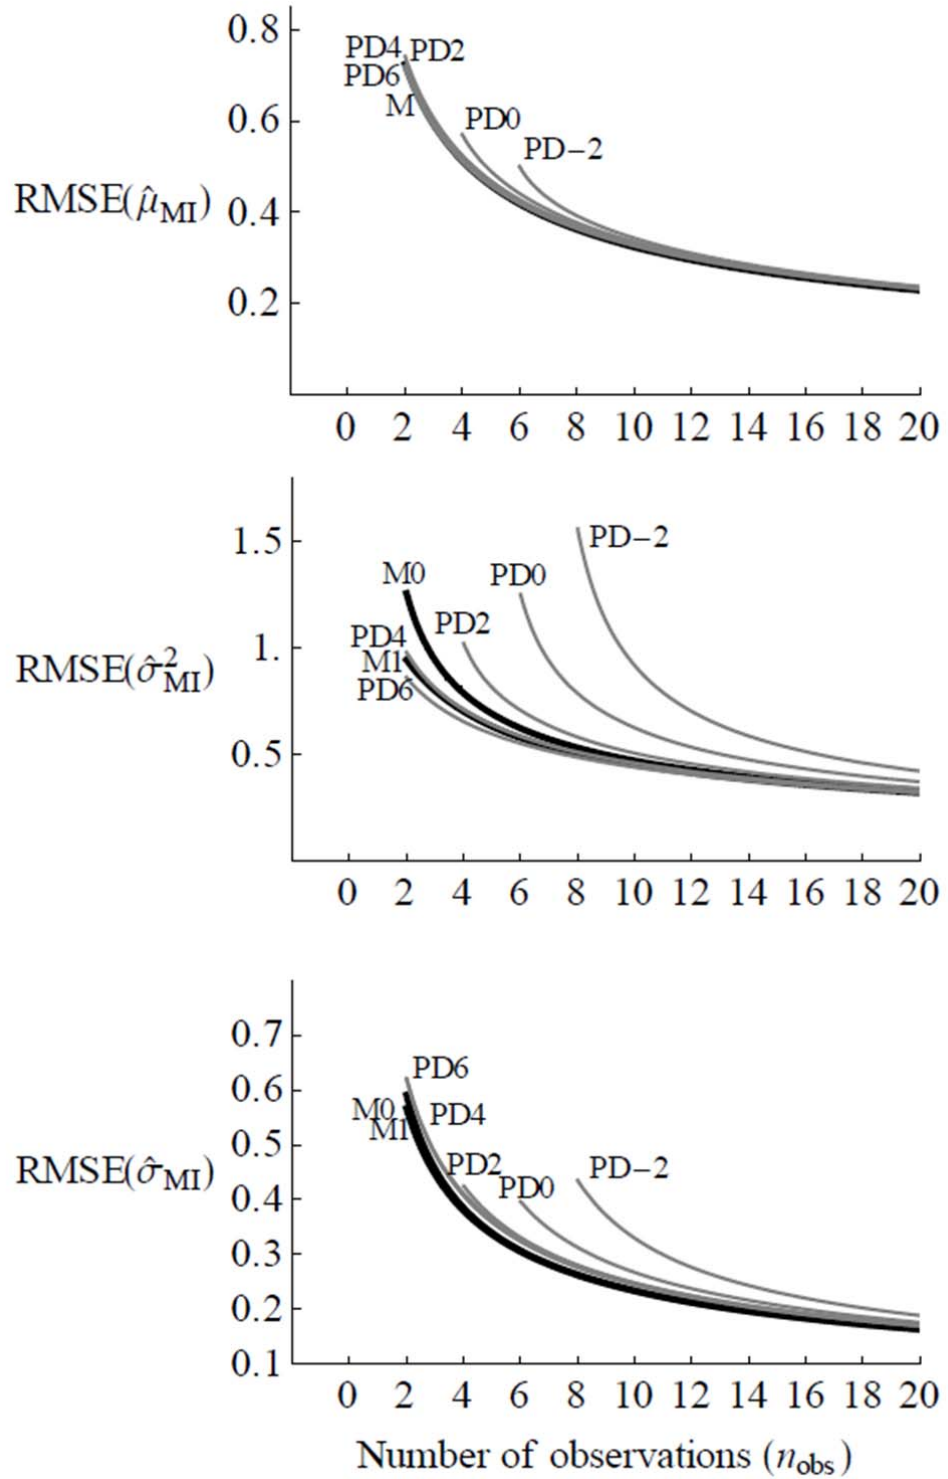 0.8
PD4 PD2
PD6
M
0.6
PD0
PD−2
RMSE(μ̂MI)
0.4
0.2
0 2 4 6 8 10 12 14 16 18 20
1.5
PD−2
M0
PD0
PD2
PD4
1.
M1
RMSE(σ̂²MI)
PD6
0.5
0 2 4 6 8 10 12 14 16 18 20
0.7
PD6
0.6
M0
PD4
M1
0.5
PD2
PD0
PD−2
RMSE(σ̂MI)
0.4
0.3
0.2
0.1
0 2 4 6 8 10 12 14 16 18 20
Number of observations (nobs)